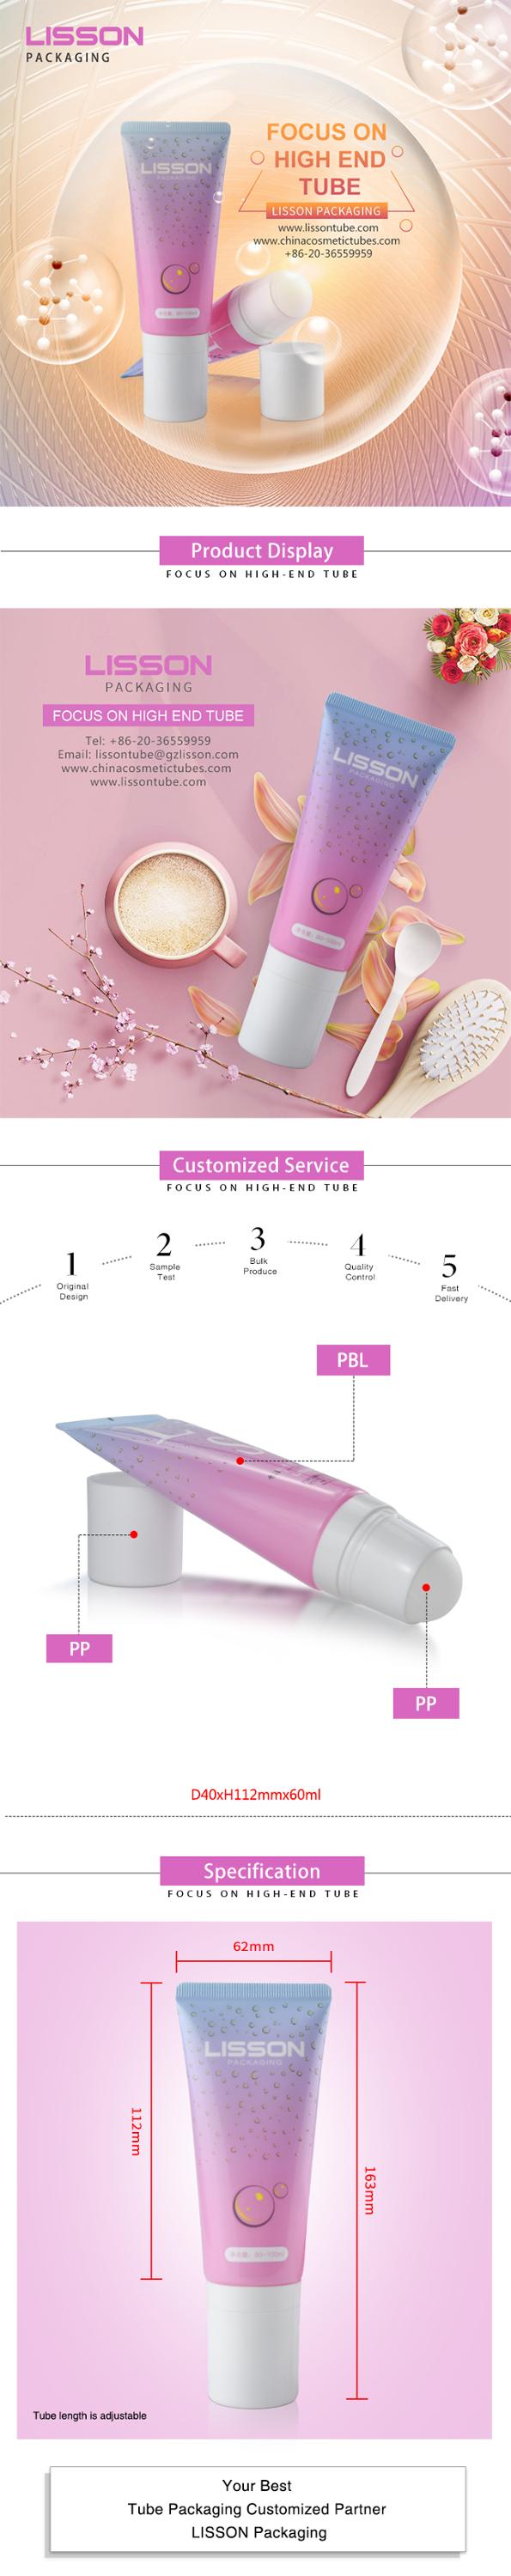 LISSON
PACKAGING
LISSON
PACKAGING
FOCUS ON
HIGH END
TUBE
LISSON PACKAGING
www.lissontube.com
www.chinacosmetictubes.com
+86-20-36559959
Product Display
FOCUS ON HIGH-END TUBE
LISSON
PACKAGING
FOCUS ON HIGH END TUBE
Tel: +86-20-36559959
Email: lissontube@gzlisson.com
www.chinacosmetictubes.com
www.lissontube.com
LISSON
PACKAGING
Customized Service
FOCUS ON HIGH-END TUBE
1
Original
Design
2
Sample
Test
3
Bulk
Produce
4
Quality
Control
5
Fast
Delivery
PBL
PP
PP
D40xH112mmx60ml
Specification
FOCUS ON HIGH-END TUBE
62mm
LISSON
PACKAGING
112mm
163mm
Tube length is adjustable
Your Best
Tube Packaging Customized Partner
LISSON Packaging